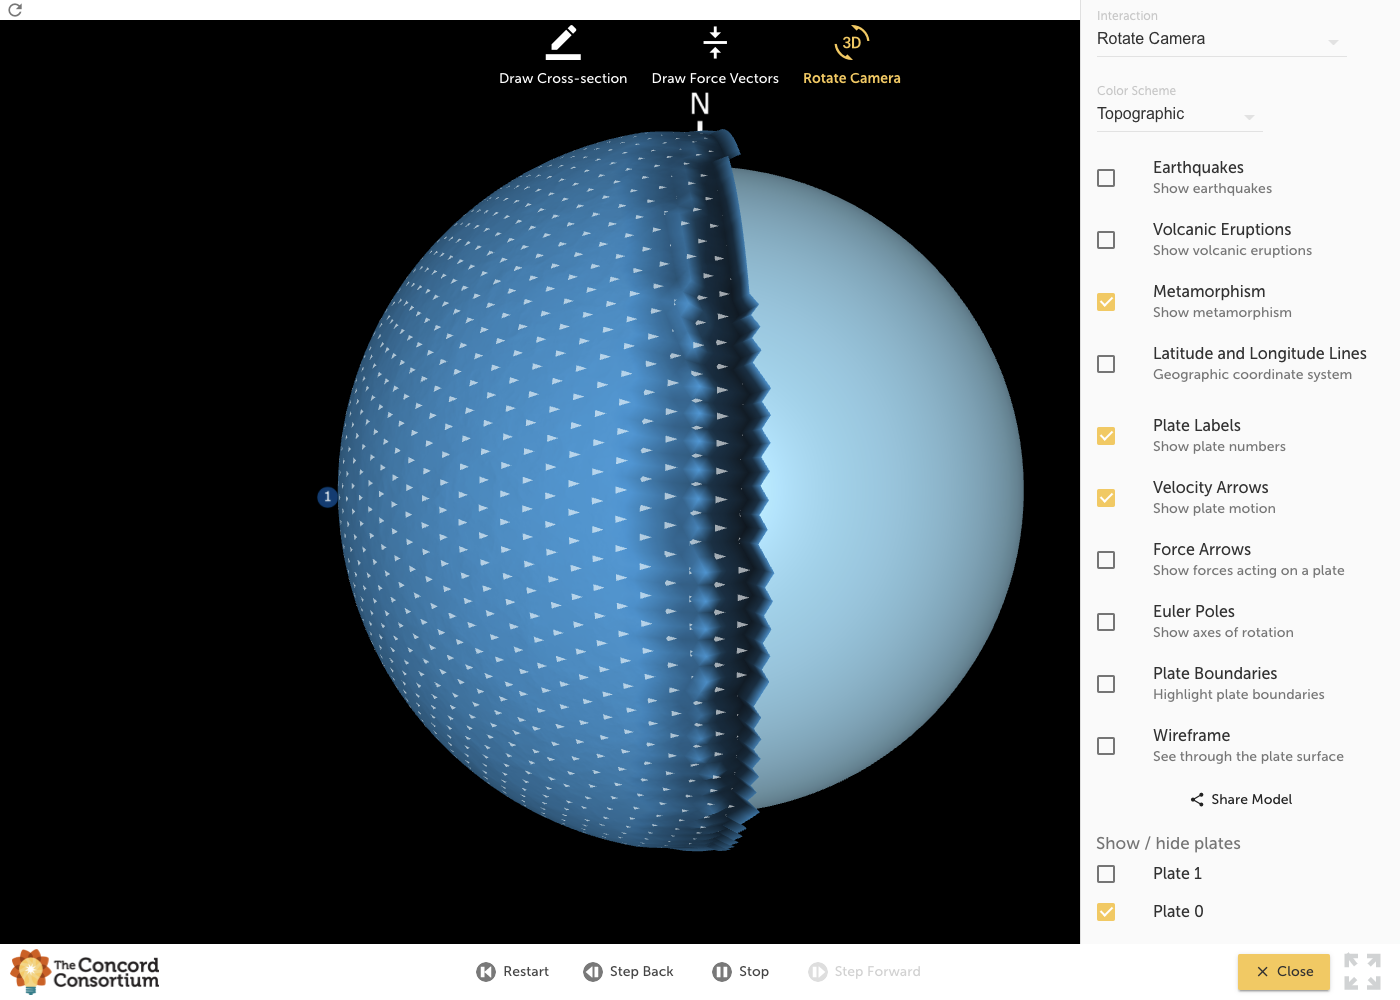 Draw Cross-section
Draw Force Vectors
3D
Rotate Camera
N
1
Interaction
Rotate Camera
Color Scheme
Topographic
Earthquakes
Show earthquakes
Volcanic Eruptions
Show volcanic eruptions
Metamorphism
Show metamorphism
Latitude and Longitude Lines
Geographic coordinate system
Plate Labels
Show plate numbers
Velocity Arrows
Show plate motion
Force Arrows
Show forces acting on a plate
Euler Poles
Show axes of rotation
Plate Boundaries
Highlight plate boundaries
Wireframe
See through the plate surface
Share Model
Show / hide plates
Plate 1
Plate 0
The Concord
Consortium
Restart
Step Back
Stop
Step Forward
Close